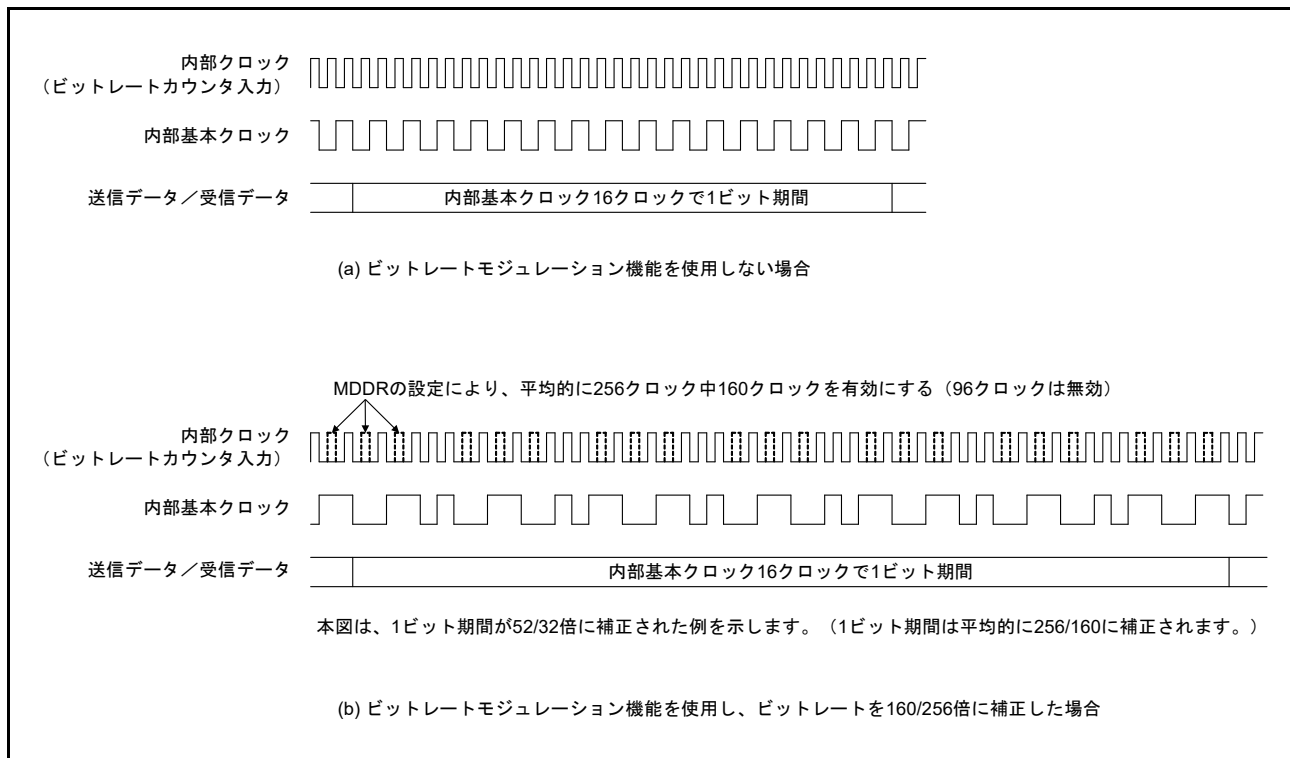 内部クロック
（ビットレートカウンタ入力）
内部基本クロック
送信データ／受信データ
内部基本クロック16クロックで1ビット期間
(a) ビットレートモジュレーション機能を使用しない場合
MDDRの設定により、平均的に256クロック中160クロックを有効にする（96クロックは無効）
内部クロック
（ビットレートカウンタ入力）
内部基本クロック
送信データ／受信データ
内部基本クロック16クロックで1ビット期間
本図は、1ビット期間が52/32倍に補正された例を示します。（1ビット期間は平均的に256/160に補正されます。）
(b) ビットレートモジュレーション機能を使用し、ビットレートを160/256倍に補正した場合